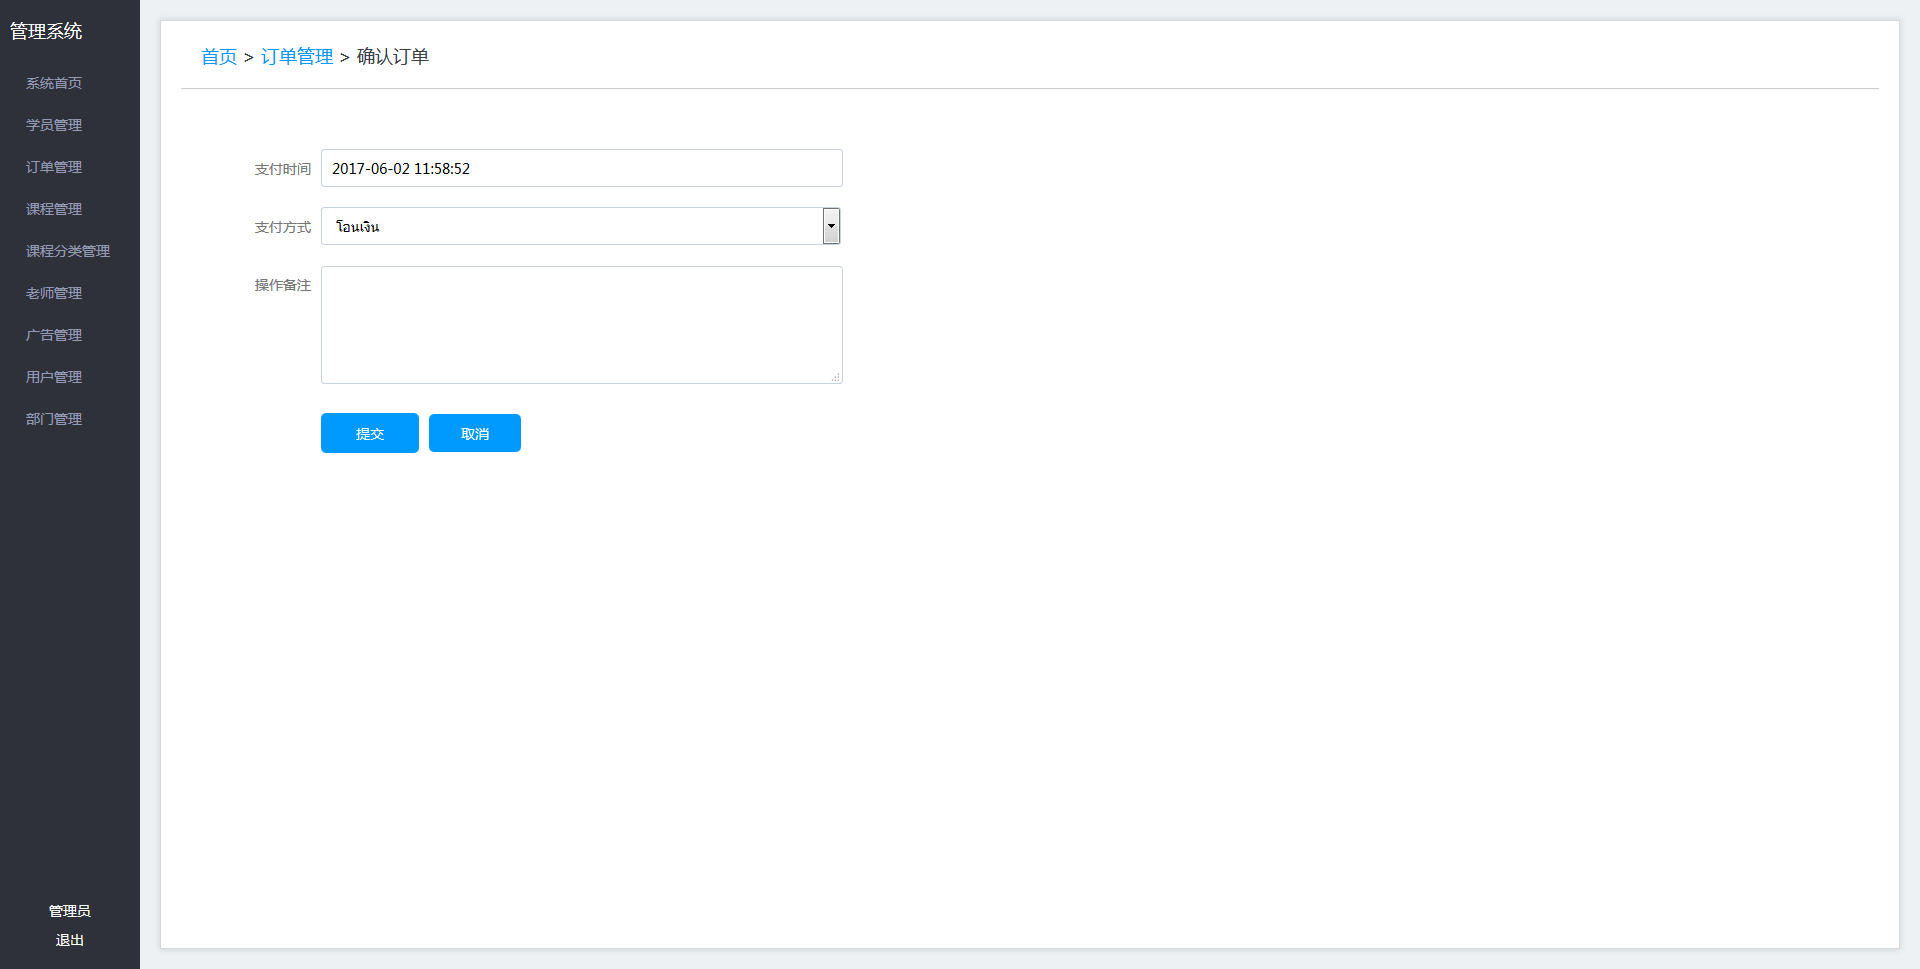 管理系统
系统首页
学员管理
订单管理
课程管理
课程分类管理
老师管理
广告管理
用户管理
部门管理
管理员
退出
首页 > 订单管理 > 确认订单
支付时间 2017-06-02 11:58:52
支付方式 โอนเงิน
操作备注
提交 取消